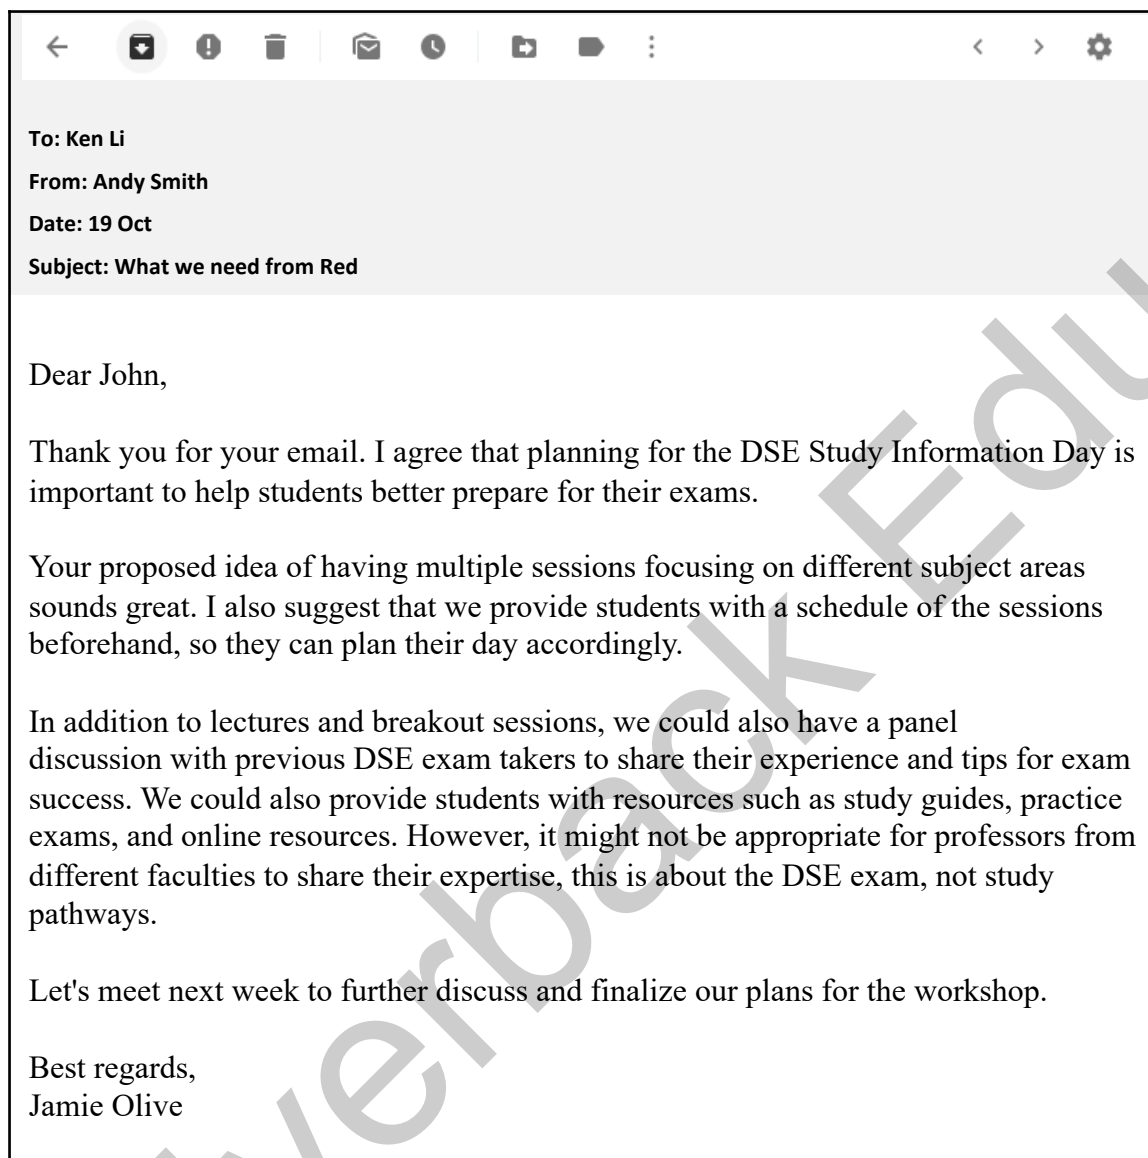 To: Ken Li
From: Andy Smith
Date: 19 Oct
Subject: What we need from Red
Dear John,
Thank you for your email. I agree that planning for the DSE Study Information Day is
important to help students better prepare for their exams.
Your proposed idea of having multiple sessions focusing on different subject areas
sounds great. I also suggest that we provide students with a schedule of the sessions
beforehand, so they can plan their day accordingly.
In addition to lectures and breakout sessions, we could also have a panel
discussion with previous DSE exam takers to share their experience and tips for exam
success. We could also provide students with resources such as study guides, practice
exams, and online resources. However, it might not be appropriate for professors from
different faculties to share their expertise, this is about the DSE exam, not study
pathways.
Let's meet next week to further discuss and finalize our plans for the workshop.
Best regards,
Jamie Olive